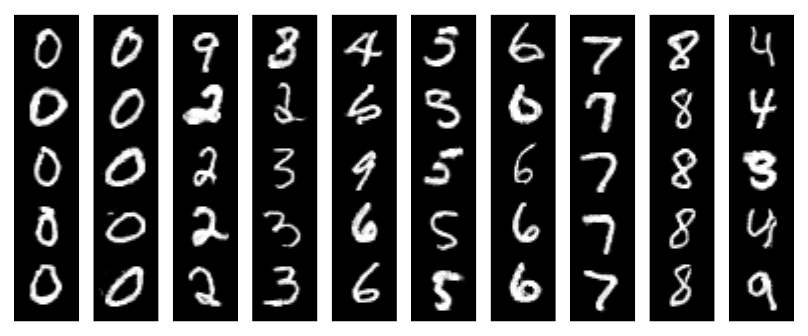 0 0 9 8 4 5 6 7 8 4
0 0 2 2 6 5 6 7 8 4
0 0 2 3 9 5 6 7 8 3
0 0 2 3 6 5 6 7 8 4
0 0 2 3 6 5 6 7 8 9